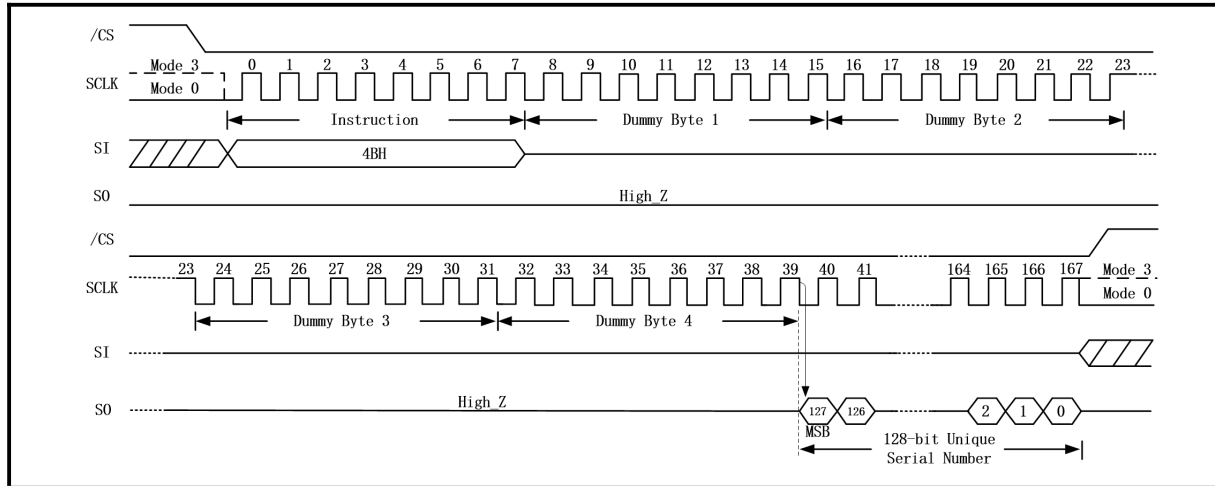 /CS
Mode 3 0 1 2 3 4 5 6 7 8 9 10 11 12 13 14 15 16 17 18 19 20 21 22 23
SCLK
Mode 0
Instruction Dummy Byte 1 Dummy Byte 2
SI 4BH
SO High_Z
/CS
23 24 25 26 27 28 29 30 31 32 33 34 35 36 37 38 39 40 41 164 165 166 167 Mode 3
SCLK
Mode 0
Dummy Byte 3 Dummy Byte 4
SI
SO High_Z 127 126 2 1 0
MSB
128-bit Unique
Serial Number